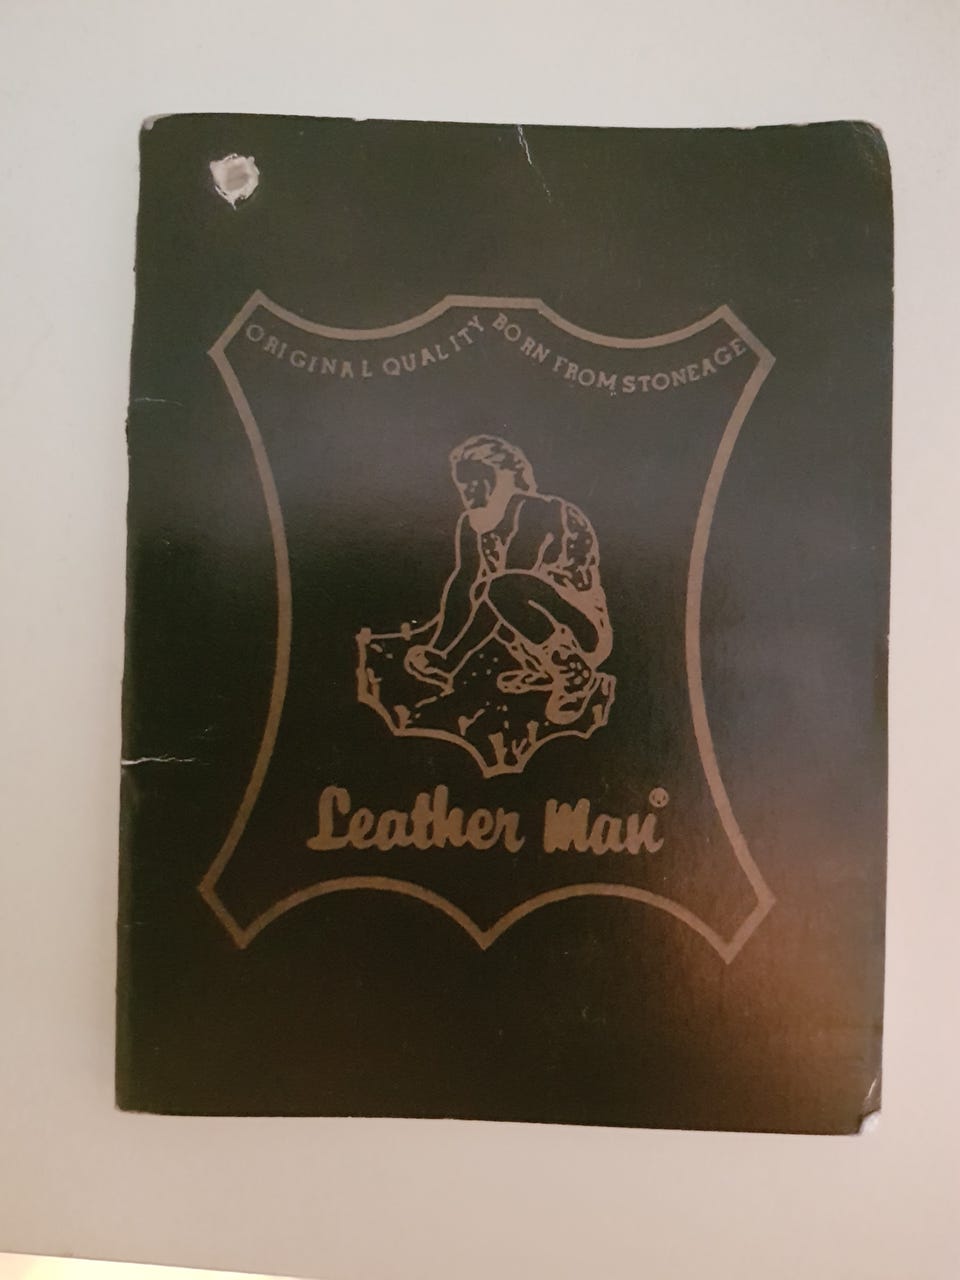 ORIGINAL QUALITY BORN FROM STONEAGE
Leather Man®